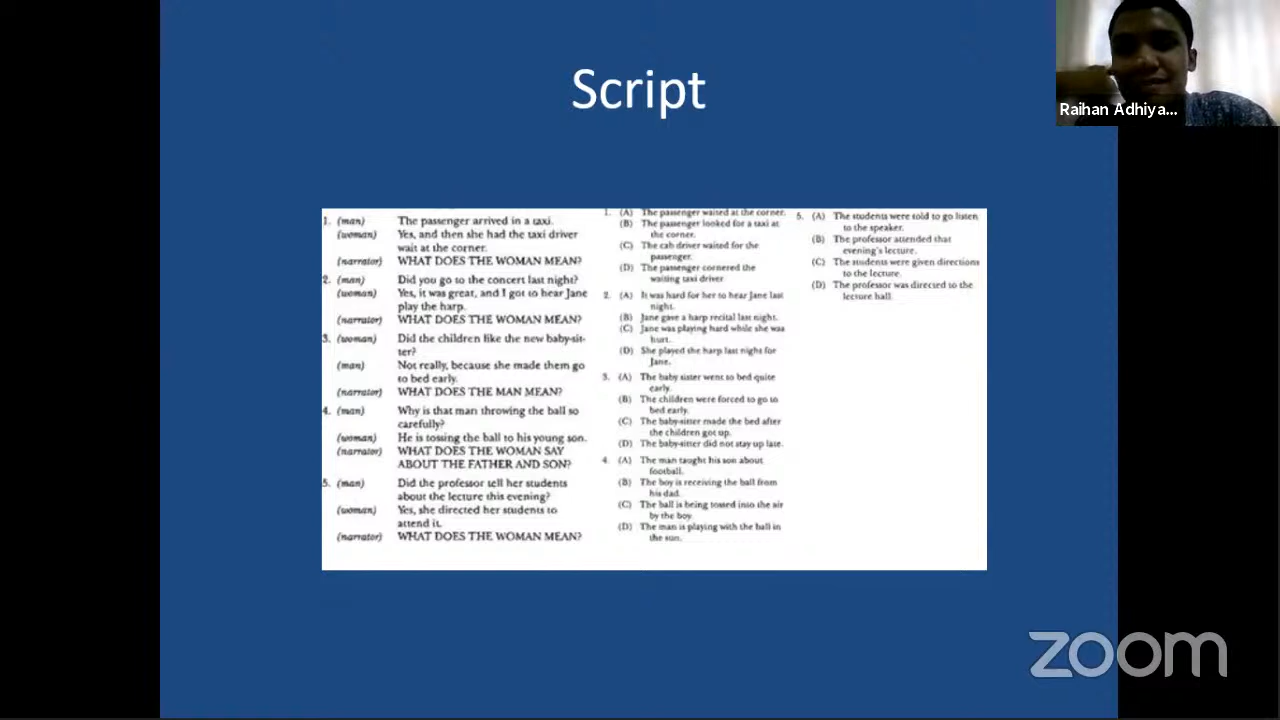 Script
Raihan Adhiya...
1. (man) The passenger arrived in a taxi.
(woman) Yes, and then she had the taxi driver
wait at the corner.
(narrator) WHAT DOES THE WOMAN MEAN?
2. (man) Did you go to the concert last night?
(woman) Yes, it was great, and I got to hear Jane
play the harp.
(narrator) WHAT DOES THE WOMAN MEAN?
3. (woman) Did the children like the new baby-sit-
ter?
(man) Not really, because she made them go
to bed early.
(narrator) WHAT DOES THE MAN MEAN?
4. (man) Why is that man throwing the ball so
carefully?
(woman) He is tossing the ball to his young son.
(narrator) WHAT DOES THE WOMAN SAY
ABOUT THE FATHER AND SON?
5. (man) Did the professor tell her students
about the lecture this evening?
(woman) Yes, she directed her students to
attend it.
(narrator) WHAT DOES THE WOMAN MEAN?
1. (A) The passenger waited at the corner.
(B) The passenger looked for a taxi at
the corner.
(C) The cab driver waited for the
passenger.
(D) The passenger cornered the
waiting taxi driver
2. (A) It was hard for her to hear Jane last
night.
(B) Jane gave a harp recital last night.
(C) Jane was playing hard while she was
hurt.
(D) She played the harp last night for
Jane.
3. (A) The baby sister went to bed quite
early.
(B) The children were forced to go to
bed early.
(C) The baby-sitter made the bed after
the children got up.
(D) The baby-sitter did not stay up late.
4. (A) The man taught his son about
football.
(B) The boy is receiving the ball from
his dad.
(C) The ball is being tossed into the air
by the boy.
(D) The man is playing with the ball in
the sun.
5. (A) The students were told to go listen
to the speaker.
(B) The professor attended that
evening's lecture.
(C) The students were given directions
to the lecture.
(D) The professor was directed to the
lecture hall.
zoom